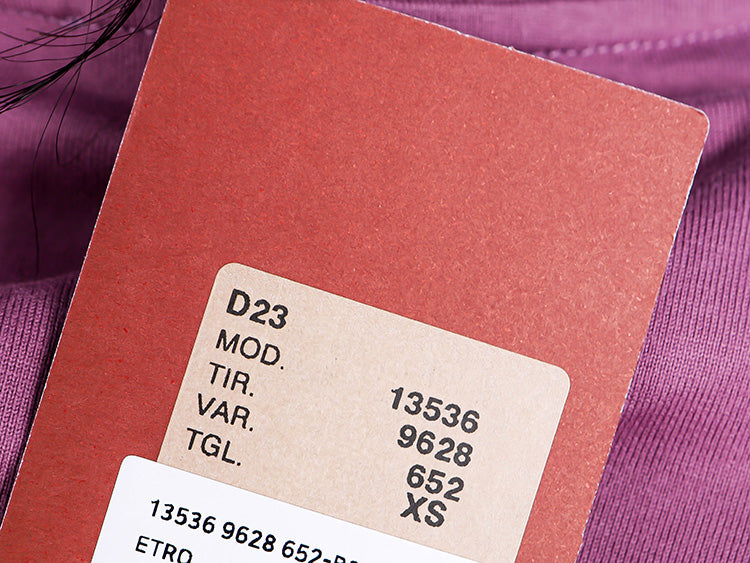 D23
MOD. 13536
TIR. 9628
VAR. 652
TGL. XS
13536 9628 652-
ETRO